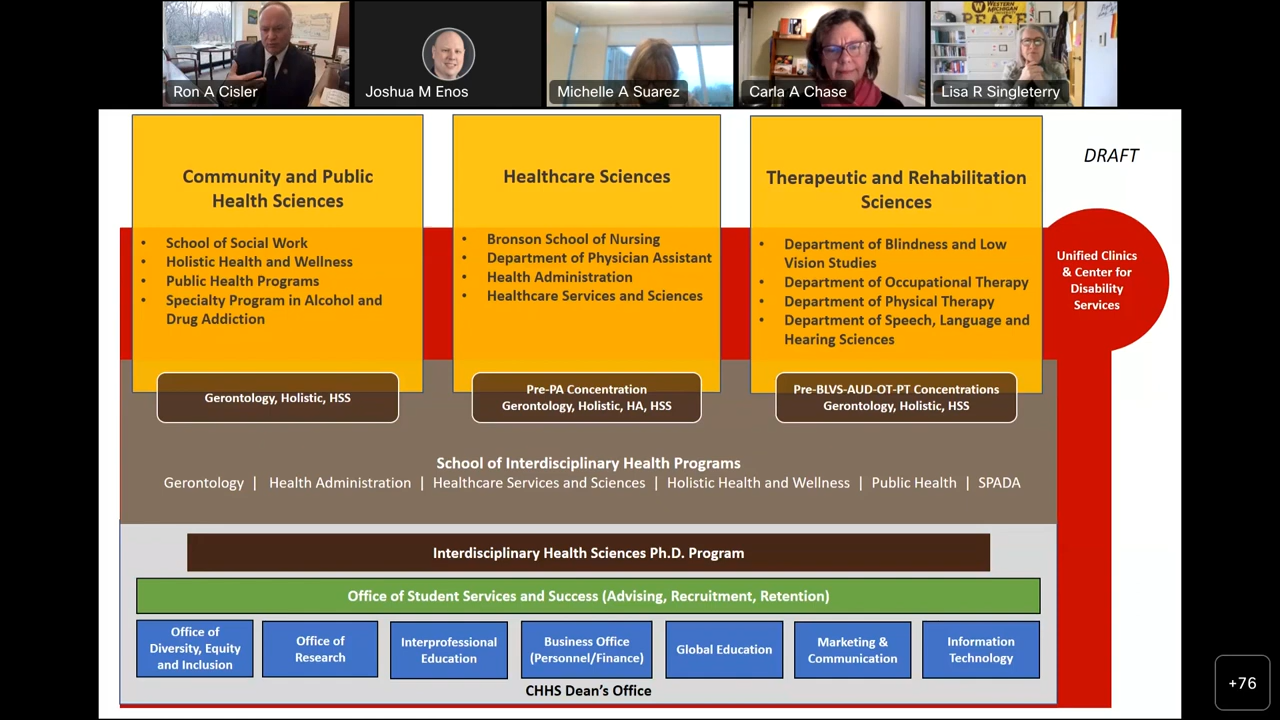 WESTERN MICHIGAN
PEACE
Ron A Cisler
Joshua M Enos
Michelle A Suarez
Carla A Chase
Lisa R Singleterry
DRAFT
Community and Public
Health Sciences
• School of Social Work
• Holistic Health and Wellness
• Public Health Programs
• Specialty Program in Alcohol and
Drug Addiction
Gerontology, Holistic, HSS
Healthcare Sciences
• Bronson School of Nursing
• Department of Physician Assistant
• Health Administration
• Healthcare Services and Sciences
Pre-PA Concentration
Gerontology, Holistic, HA, HSS
Therapeutic and Rehabilitation
Sciences
• Department of Blindness and Low
Vision Studies
• Department of Occupational Therapy
• Department of Physical Therapy
• Department of Speech, Language and
Hearing Sciences
Pre-BLVS-AUD-OT-PT Concentrations
Gerontology, Holistic, HSS
Unified Clinics
& Center for
Disability
Services
School of Interdisciplinary Health Programs
Gerontology | Health Administration | Healthcare Services and Sciences | Holistic Health and Wellness | Public Health | SPADA
Interdisciplinary Health Sciences Ph.D. Program
Office of Student Services and Success (Advising, Recruitment, Retention)
Office of
Diversity, Equity
and Inclusion
Office of
Research
Interprofessional
Education
Business Office
(Personnel/Finance)
Global Education
Marketing &
Communication
Information
Technology
CHHS Dean’s Office
+76